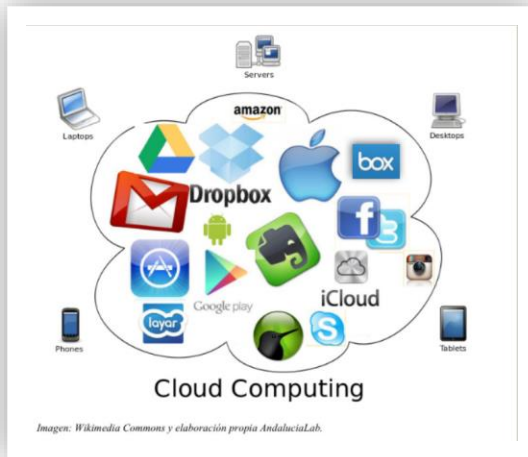 Servers
amazon
Laptops
Desktops
box
Dropbox
Google play
iCloud
layar
Phones
Tablets
Cloud Computing
Imagen: Wikimedia Commons y elaboración propia AndaluciaLab.